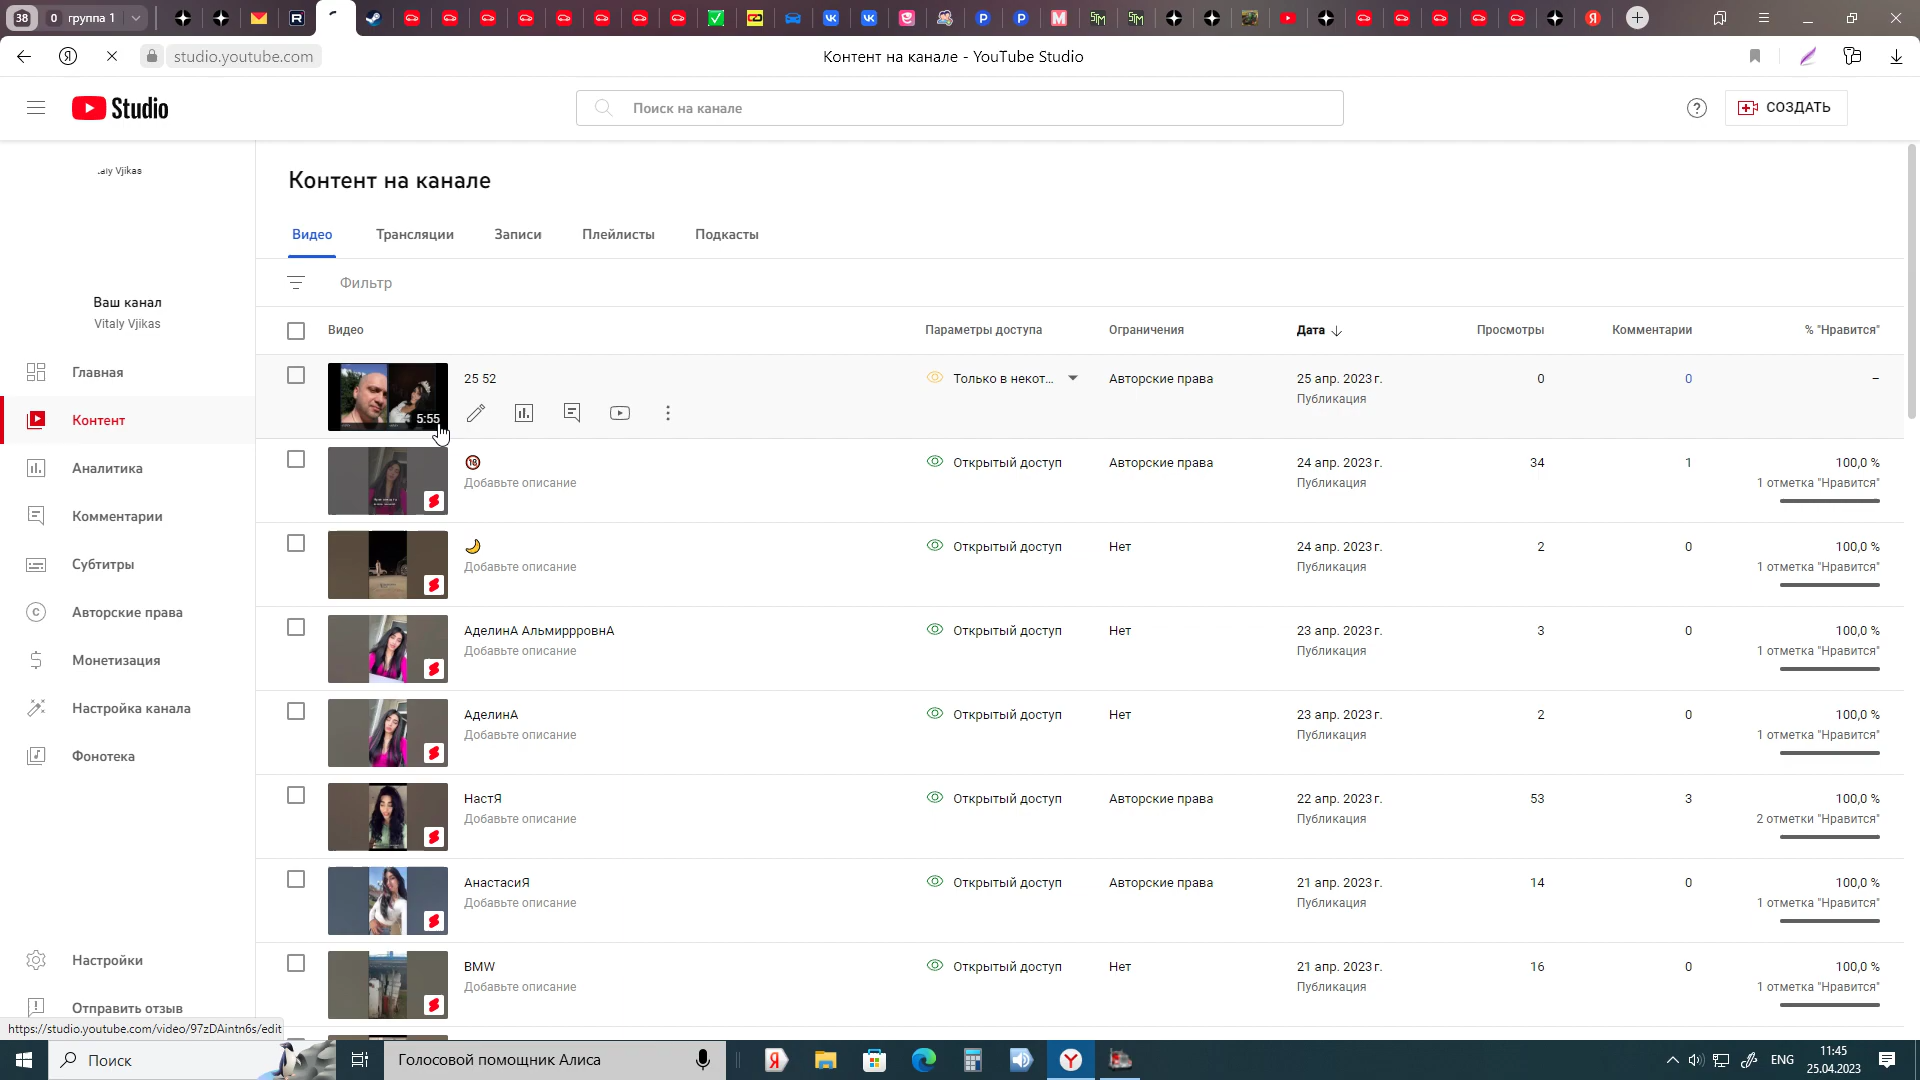 38 0 группа 1
studio.youtube.com
Контент на канале - YouTube Studio
Studio
Поиск на канале
СОЗДАТЬ
aly Vjikas
Ваш канал
Vitaly Vjikas
Главная
Контент
Аналитика
Комментарии
Субтитры
Авторские права
Монетизация
Настройка канала
Фонотека
Настройки
Отправить отзыв
Контент на канале
Видео Трансляции Записи Плейлисты Подкасты
Фильтр
Видео Параметры доступа Ограничения Дата Просмотры Комментарии % "Нравится"
5:55
25 52 Только в некот... Авторские права 25 апр. 2023 г. 0 0 –
Публикация
🔞 Открытый доступ Авторские права 24 апр. 2023 г. 34 1 100,0 %
Добавьте описание Публикация 1 отметка "Нравится"
🌙 Открытый доступ Нет 24 апр. 2023 г. 2 0 100,0 %
Добавьте описание Публикация 1 отметка "Нравится"
АделинА АльмиррровнА Открытый доступ Нет 23 апр. 2023 г. 3 0 100,0 %
Добавьте описание Публикация 1 отметка "Нравится"
АделинА Открытый доступ Нет 23 апр. 2023 г. 2 0 100,0 %
Добавьте описание Публикация 1 отметка "Нравится"
НастЯ Открытый доступ Авторские права 22 апр. 2023 г. 53 3 100,0 %
Добавьте описание Публикация 2 отметки "Нравится"
АнастасиЯ Открытый доступ Авторские права 21 апр. 2023 г. 14 0 100,0 %
Добавьте описание Публикация 1 отметка "Нравится"
BMW Открытый доступ Нет 21 апр. 2023 г. 16 0 100,0 %
Добавьте описание Публикация 1 отметка "Нравится"
https://studio.youtube.com/video/97zDAintn6s/edit
Поиск
Голосовой помощник Алиса
ENG
11:45
25.04.2023